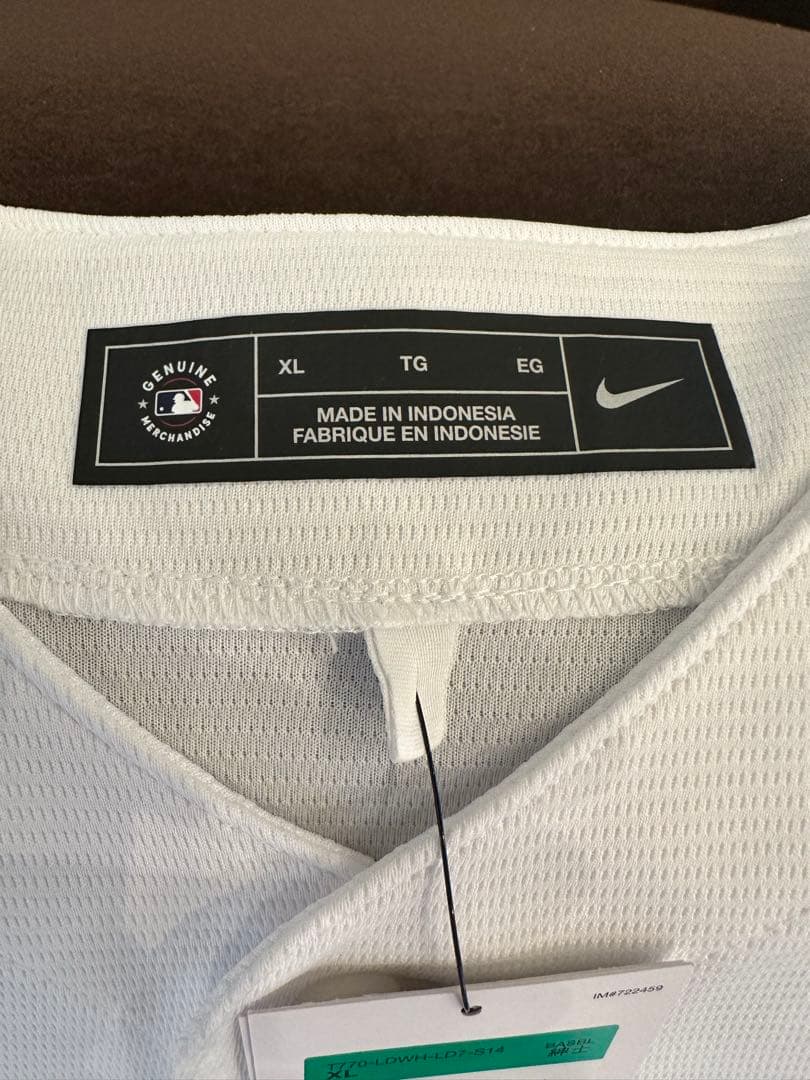 GENUINE
MERCHANDISE
XL TG EG
MADE IN INDONESIA
FABRIQUE EN INDONESIE
IM#722459
T770-LDWH-LD7-S14
XL
BASBL
紳士